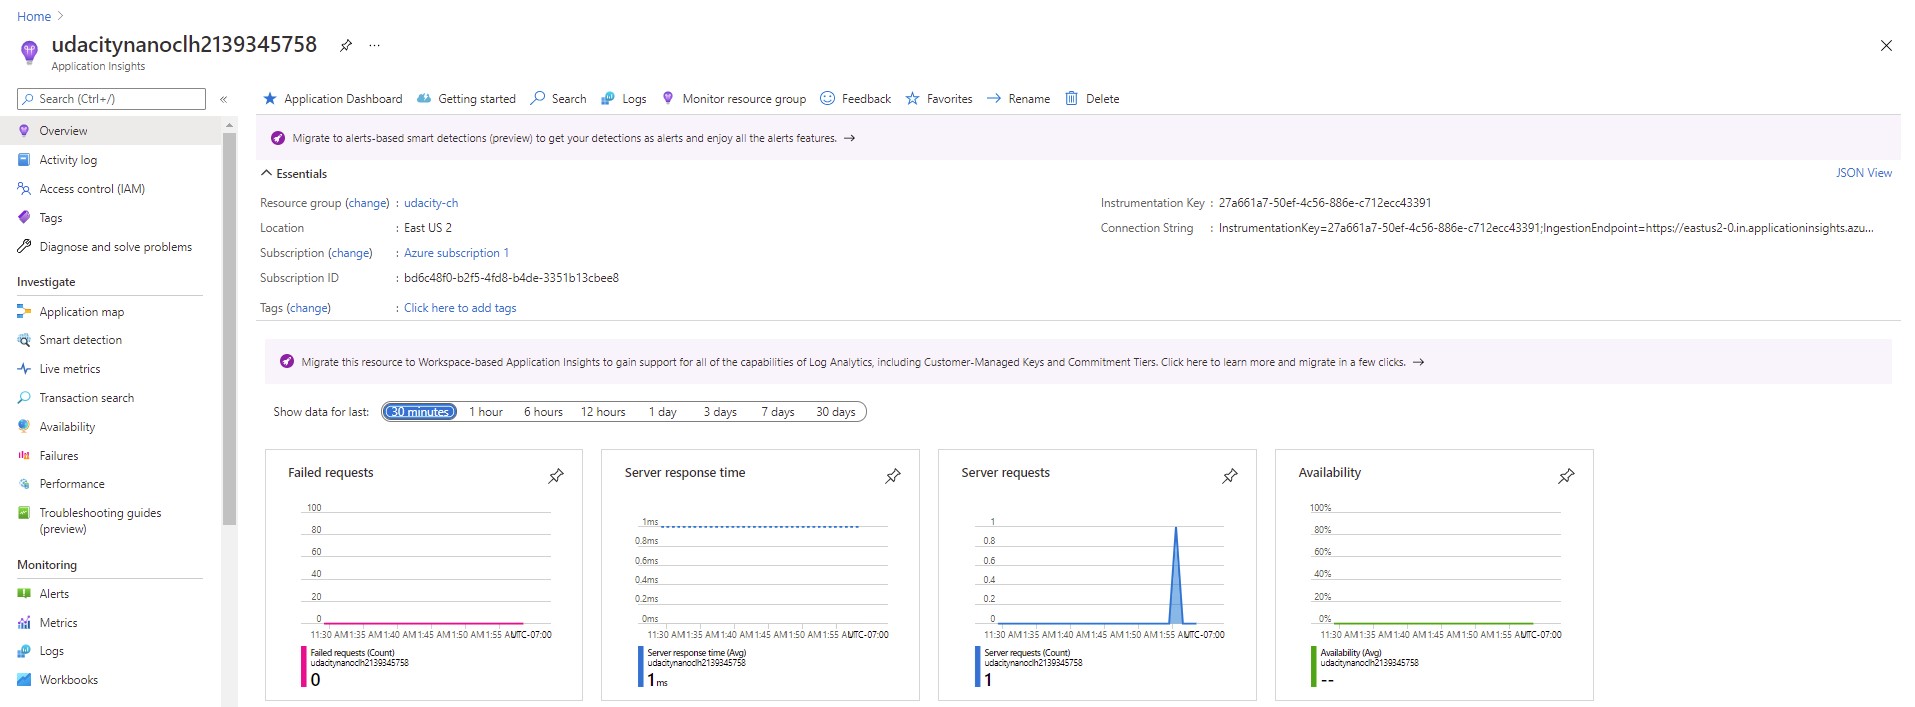 Home
udacitynanoclh2139345758
Application Insights
Search (Ctrl+/)
Overview
Activity log
Access control (IAM)
Tags
Diagnose and solve problems
Investigate
Application map
Smart detection
Live metrics
Transaction search
Availability
Failures
Performance
Troubleshooting guides
(preview)
Monitoring
Alerts
Metrics
Logs
Workbooks
Application Dashboard Getting started Search Logs Monitor resource group Feedback Favorites Rename Delete
Migrate to alerts-based smart detections (preview) to get your detections as alerts and enjoy all the alerts features.
Essentials
JSON View
Resource group (change) : udacity-ch
Location : East US 2
Subscription (change) : Azure subscription 1
Subscription ID : bd6c48f0-b2f5-4fd8-b4de-3351b13cbee8
Tags (change) : Click here to add tags
Instrumentation Key : 27a661a7-50ef-4c56-886e-c712ecc43391
Connection String : InstrumentationKey=27a661a7-50ef-4c56-886e-c712ecc43391;IngestionEndpoint=https://eastus2-0.in.applicationinsights.azu...
Migrate this resource to Workspace-based Application Insights to gain support for all of the capabilities of Log Analytics, including Customer-Managed Keys and Commitment Tiers. Click here to learn more and migrate in a few clicks.
Show data for last: 30 minutes 1 hour 6 hours 12 hours 1 day 3 days 7 days 30 days
Failed requests
100
80
60
40
20
0
11:30 AM 1:35 AM 1:40 AM 1:45 AM 1:50 AM 1:55 A UTC-07:00
Failed requests (Count)
udacitynanoclh2139345758
0
Server response time
1ms
0.8ms
0.6ms
0.4ms
0.2ms
0ms
11:30 AM 1:35 AM 1:40 AM 1:45 AM 1:50 AM 1:55 A UTC-07:00
Server response time (Avg)
udacitynanoclh2139345758
1 ms
Server requests
1
0.8
0.6
0.4
0.2
0
11:30 AM 1:35 AM 1:40 AM 1:45 AM 1:50 AM 1:55 A UTC-07:00
Server requests (Count)
udacitynanoclh2139345758
1
Availability
100%
80%
60%
40%
20%
0%
11:30 AM 1:35 AM 1:40 AM 1:45 AM 1:50 AM 1:55 A UTC-07:00
Availability (Avg)
udacitynanoclh2139345758
--